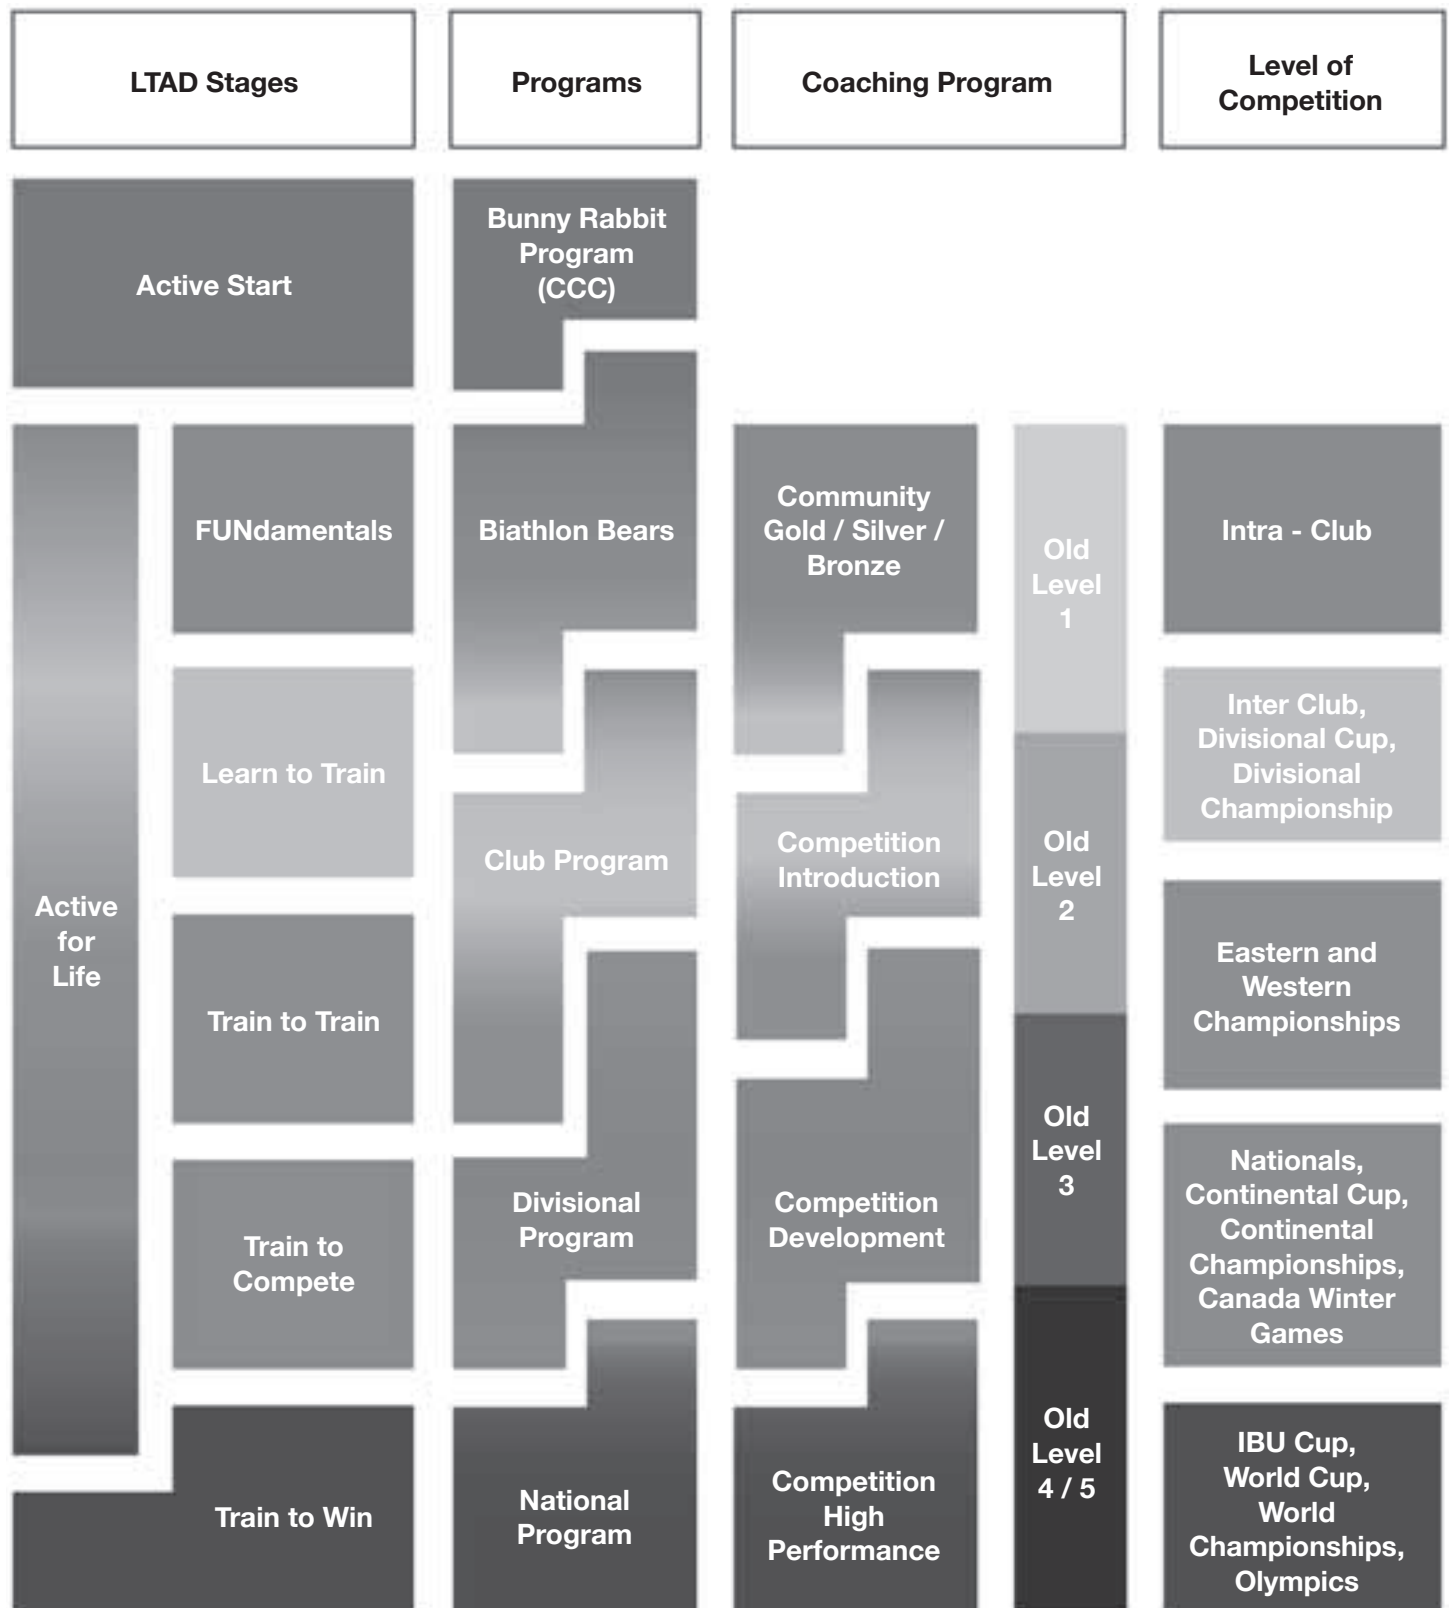 LTAD Stages
Programs
Coaching Program
Level of
Competition
Active Start
Bunny Rabbit
Program
(CCC)
Active
for
Life
FUNdamentals
Biathlon Bears
Community
Gold / Silver /
Bronze
Old
Level
1
Intra - Club
Learn to Train
Club Program
Competition
Introduction
Old
Level
2
Inter Club,
Divisional Cup,
Divisional
Championship
Train to Train
Eastern and
Western
Championships
Train to
Compete
Divisional
Program
Competition
Development
Old
Level
3
Nationals,
Continental Cup,
Continental
Championships,
Canada Winter
Games
Train to Win
National
Program
Competition
High
Performance
Old
Level
4 / 5
IBU Cup,
World Cup,
World
Championships,
Olympics